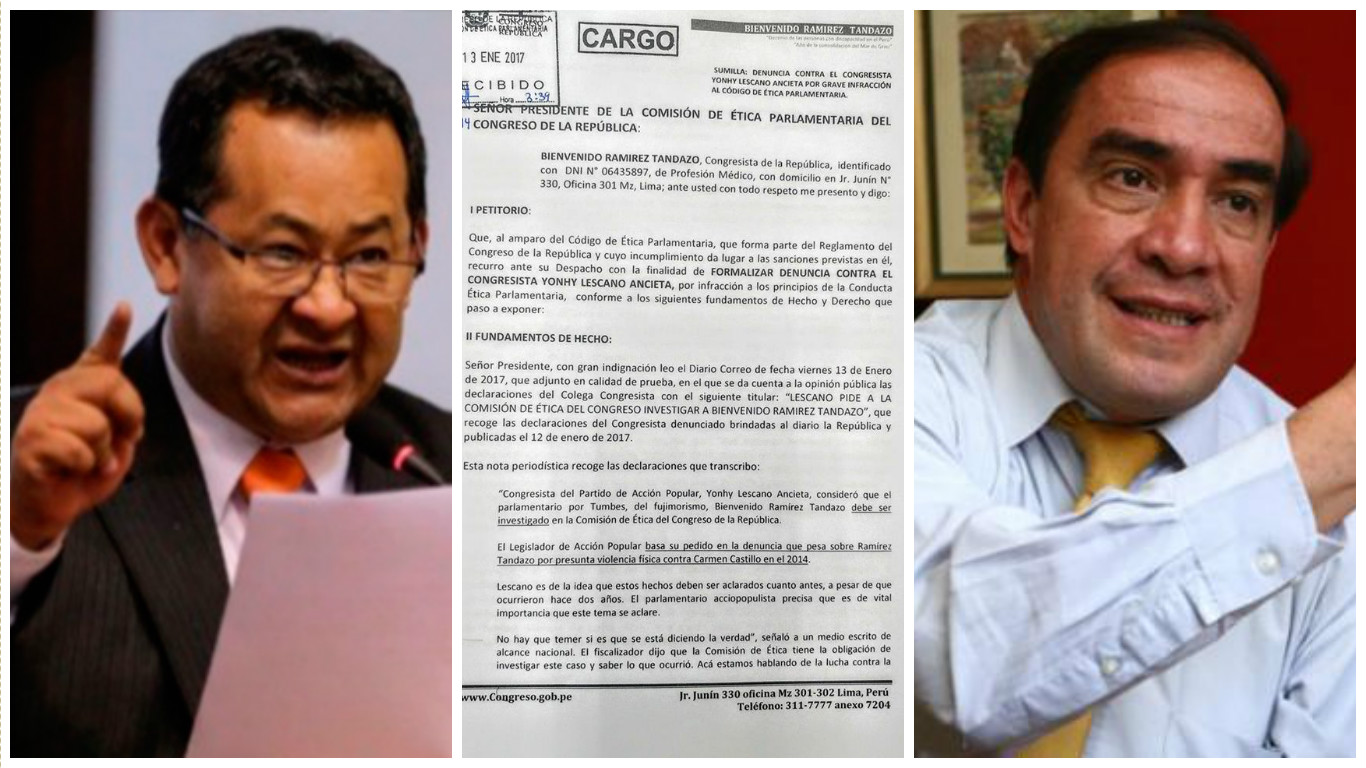 CONGRESO DE LA REPÚBLICA
REPÚBLICA
13 ENE 2017
CIBIDO
Hora 3:39
CARGO
BIENVENIDO RAMIREZ TANDAZO
SUMILLA: DENUNCIA CONTRA EL CONGRESISTA
YONHY LESCANO ANCIETA POR GRAVE INFRACCIÓN
AL CÓDIGO DE ÉTICA PARLAMENTARIA.
SEÑOR PRESIDENTE DE LA COMISIÓN DE ÉTICA PARLAMENTARIA DEL
CONGRESO DE LA REPÚBLICA:
BIENVENIDO RAMIREZ TANDAZO, Congresista de la República, identificado
con DNI N° 06435897, de Profesión Médico, con domicilio en Jr. Junín N°
330, Oficina 301 Mz, Lima; ante usted con todo respeto me presento y digo:
I PETITORIO:
Que, al amparo del Código de Ética Parlamentaria, que forma parte del Reglamento del
Congreso de la República y cuyo incumplimiento da lugar a las sanciones previstas en él,
recurro ante su Despacho con la finalidad de FORMALIZAR DENUNCIA CONTRA EL
CONGRESISTA YONHY LESCANO ANCIETA, por infracción a los principios de la Conducta
Ética Parlamentaria, conforme a los siguientes fundamentos de Hecho y Derecho que
paso a exponer:
II FUNDAMENTOS DE HECHO:
Señor Presidente, con gran indignación leo el Diario Correo de fecha viernes 13 de Enero
de 2017, que adjunto en calidad de prueba, en el que se da cuenta a la opinión pública las
declaraciones del Colega Congresista con el siguiente titular: “LESCANO PIDE A LA
COMISIÓN DE ÉTICA DEL CONGRESO INVESTIGAR A BIENVENIDO RAMIREZ TANDAZO”, que
recoge las declaraciones del Congresista denunciado brindadas al diario la República y
publicadas el 12 de enero de 2017.
Esta nota periodística recoge las declaraciones que transcribo:
“Congresista del Partido de Acción Popular, Yonhy Lescano Ancieta, consideró que el
parlamentario por Tumbes, del fujimorismo, Bienvenido Ramírez Tandazo debe ser
investigado en la Comisión de Ética del Congreso de la República.
El Legislador de Acción Popular basa su pedido en la denuncia que pesa sobre Ramírez
Tandazo por presunta violencia física contra Carmen Castillo en el 2014.
Lescano es de la idea que estos hechos deben ser aclarados cuanto antes, a pesar de que
ocurrieron hace dos años. El parlamentario acciopopulista precisa que es de vital
importancia que este tema se aclare.
No hay que temer si es que se está diciendo la verdad”, señaló a un medio escrito de
alcance nacional. El fiscalizador dijo que la Comisión de Ética tiene la obligación de
investigar este caso y saber lo que ocurrió. Acá estamos hablando de la lucha contra la
www.Congreso.gob.pe
Jr. Junín 330 oficina Mz 301-302 Lima, Perú
Teléfono: 311-7777 anexo 7204